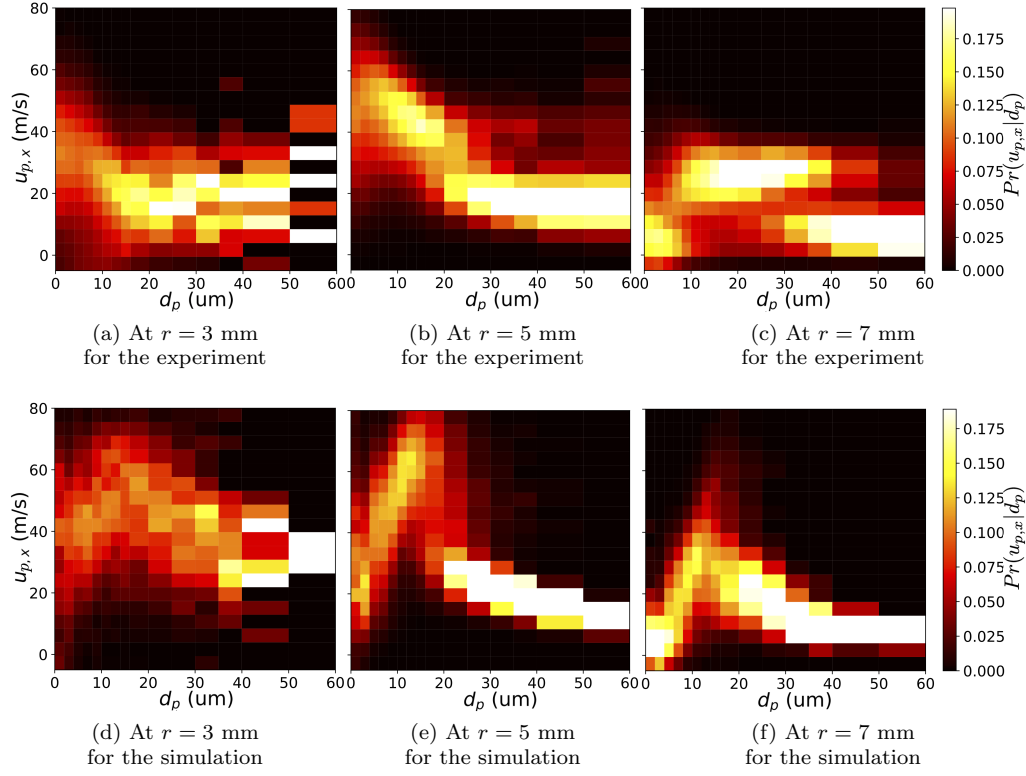 80
60
40
20
0
u_{p,x} (m/s)
0 10 20 30 40 50 60
d_p (um)
0 10 20 30 40 50 60
d_p (um)
0 10 20 30 40 50 60
d_p (um)
0.175
0.150
0.125
0.100
0.075
0.050
0.025
0.000
Pr(u_{p,x}|d_p)
(a) At r = 3 mm
for the experiment
(b) At r = 5 mm
for the experiment
(c) At r = 7 mm
for the experiment
80
60
40
20
0
u_{p,x} (m/s)
0 10 20 30 40 50 60
d_p (um)
0 10 20 30 40 50 60
d_p (um)
0 10 20 30 40 50 60
d_p (um)
0.175
0.150
0.125
0.100
0.075
0.050
0.025
0.000
Pr(u_{p,x}|d_p)
(d) At r = 3 mm
for the simulation
(e) At r = 5 mm
for the simulation
(f) At r = 7 mm
for the simulation